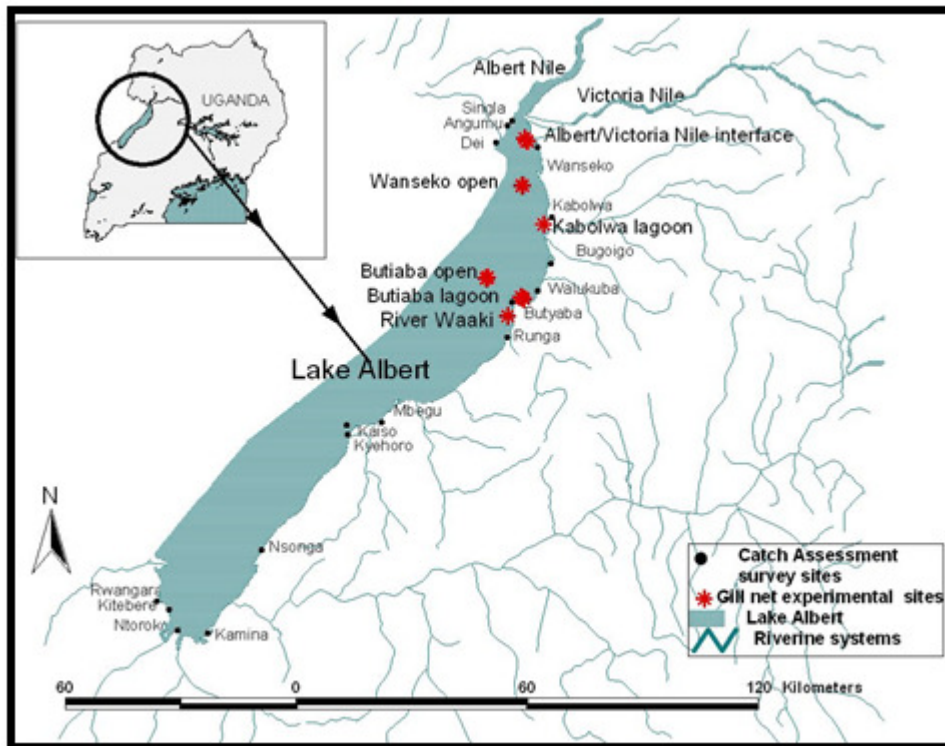 UGANDA
Albert Nile
Victoria Nile
Singla
Angumu
Albert/Victoria Nile interface
Dei
Wanseko
Wanseko open
Kabolwa
Kabolwa lagoon
Bugoigo
Butiaba open
Walukuba
Butiaba lagoon
Butyaba
River Waaki
Runga
Lake Albert
Mbegu
Kaiso
Kyehoro
N
Nsonga
Rwangara
Kitebere
Ntoroko
Kamina
Catch Assessment
survey sites
Gill net experimental sites
Lake Albert
Riverine systems
60 0 60 120 Kilometers